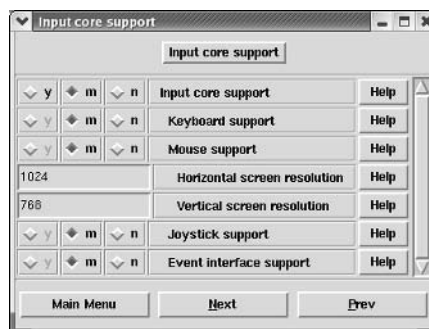 Input core support
Input core support
y m n Input core support Help
y m n Keyboard support Help
y m n Mouse support Help
1024 Horizontal screen resolution Help
768 Vertical screen resolution Help
y m n Joystick support Help
y m n Event interface support Help
Main Menu Next Prev